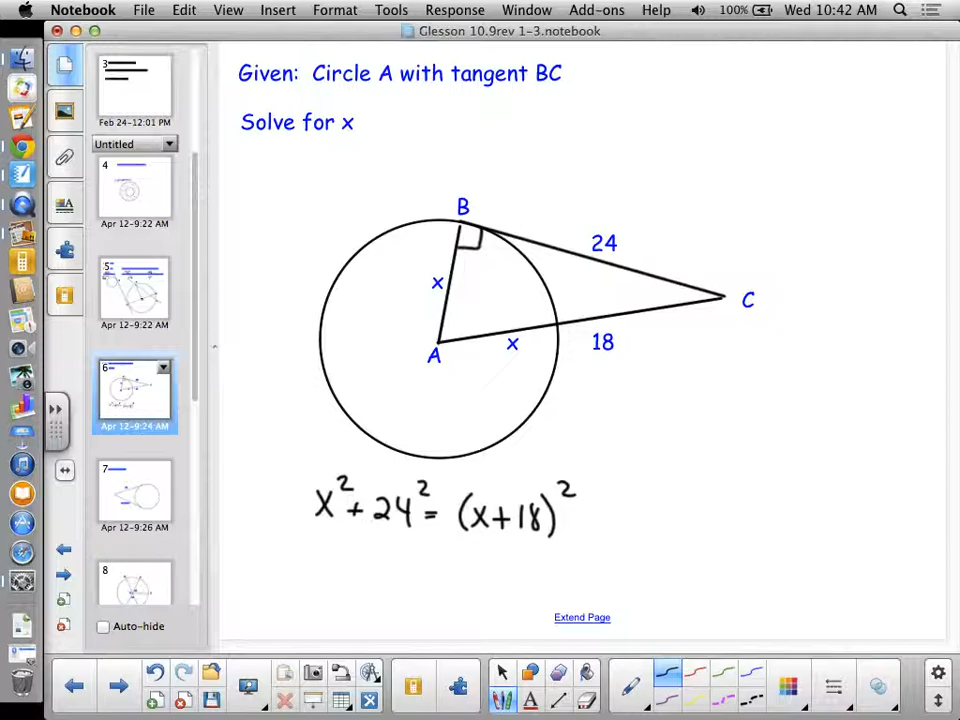 Notebook File Edit View Insert Format Tools Response Window Add-ons Help 100% Wed 10:42 AM
Glesson 10.9rev 1-3.notebook
3
Feb 24-12:01 PM
Untitled
4
Apr 12-9:22 AM
5
Apr 12-9:22 AM
6
Apr 12-9:24 AM
7
Apr 12-9:26 AM
8
Auto-hide
Given: Circle A with tangent BC
Solve for x
B
24
x
C
A
x
18
x² + 24² = (x+18)²
Extend Page
A